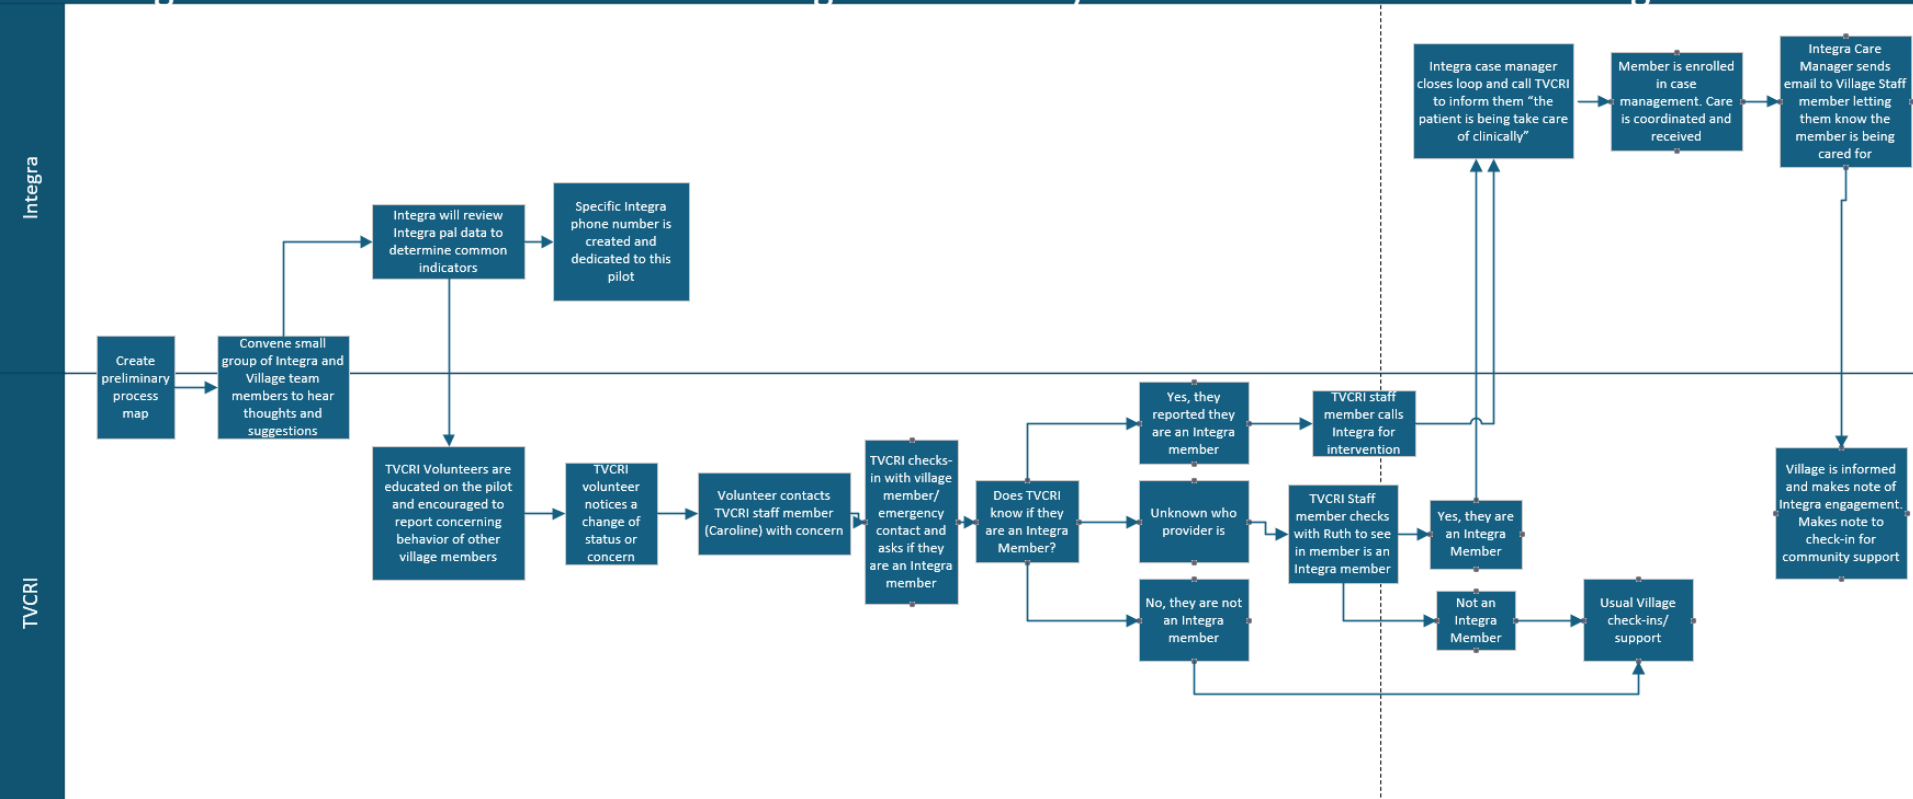 Integra
Integra case manager
closes loop and call TVCRI
to inform them “the
patient is being take care
of clinically”
Member is enrolled
in case
management. Care
is coordinated and
received
Integra Care
Manager sends
email to Village Staff
member letting
them know the
member is being
cared for
Integra will review
Integra pal data to
determine common
indicators
Specific Integra
phone number is
created and
dedicated to this
pilot
Create
preliminary
process
map
Convene small
group of Integra and
Village team
members to hear
thoughts and
suggestions
TVCRI
TVCRI Volunteers are
educated on the pilot
and encouraged to
report concerning
behavior of other
village members
TVCRI
volunteer
notices a
change of
status or
concern
Volunteer contacts
TVCRI staff member
(Caroline) with concern
TVCRI checks-
in with village
member/
emergency
contact and
asks if they
are an Integra
member
Does TVCRI
know if they
are an Integra
Member?
Yes, they
reported they
are an Integra
member
TVCRI staff
member calls
Integra for
intervention
Unknown who
provider is
TVCRI Staff
member checks
with Ruth to see
in member is an
Integra member
Yes, they are
an Integra
Member
No, they are not
an Integra
member
Not an
Integra
Member
Usual Village
check-ins/
support
Village is informed
and makes note of
Integra engagement.
Makes note to
check-in for
community support